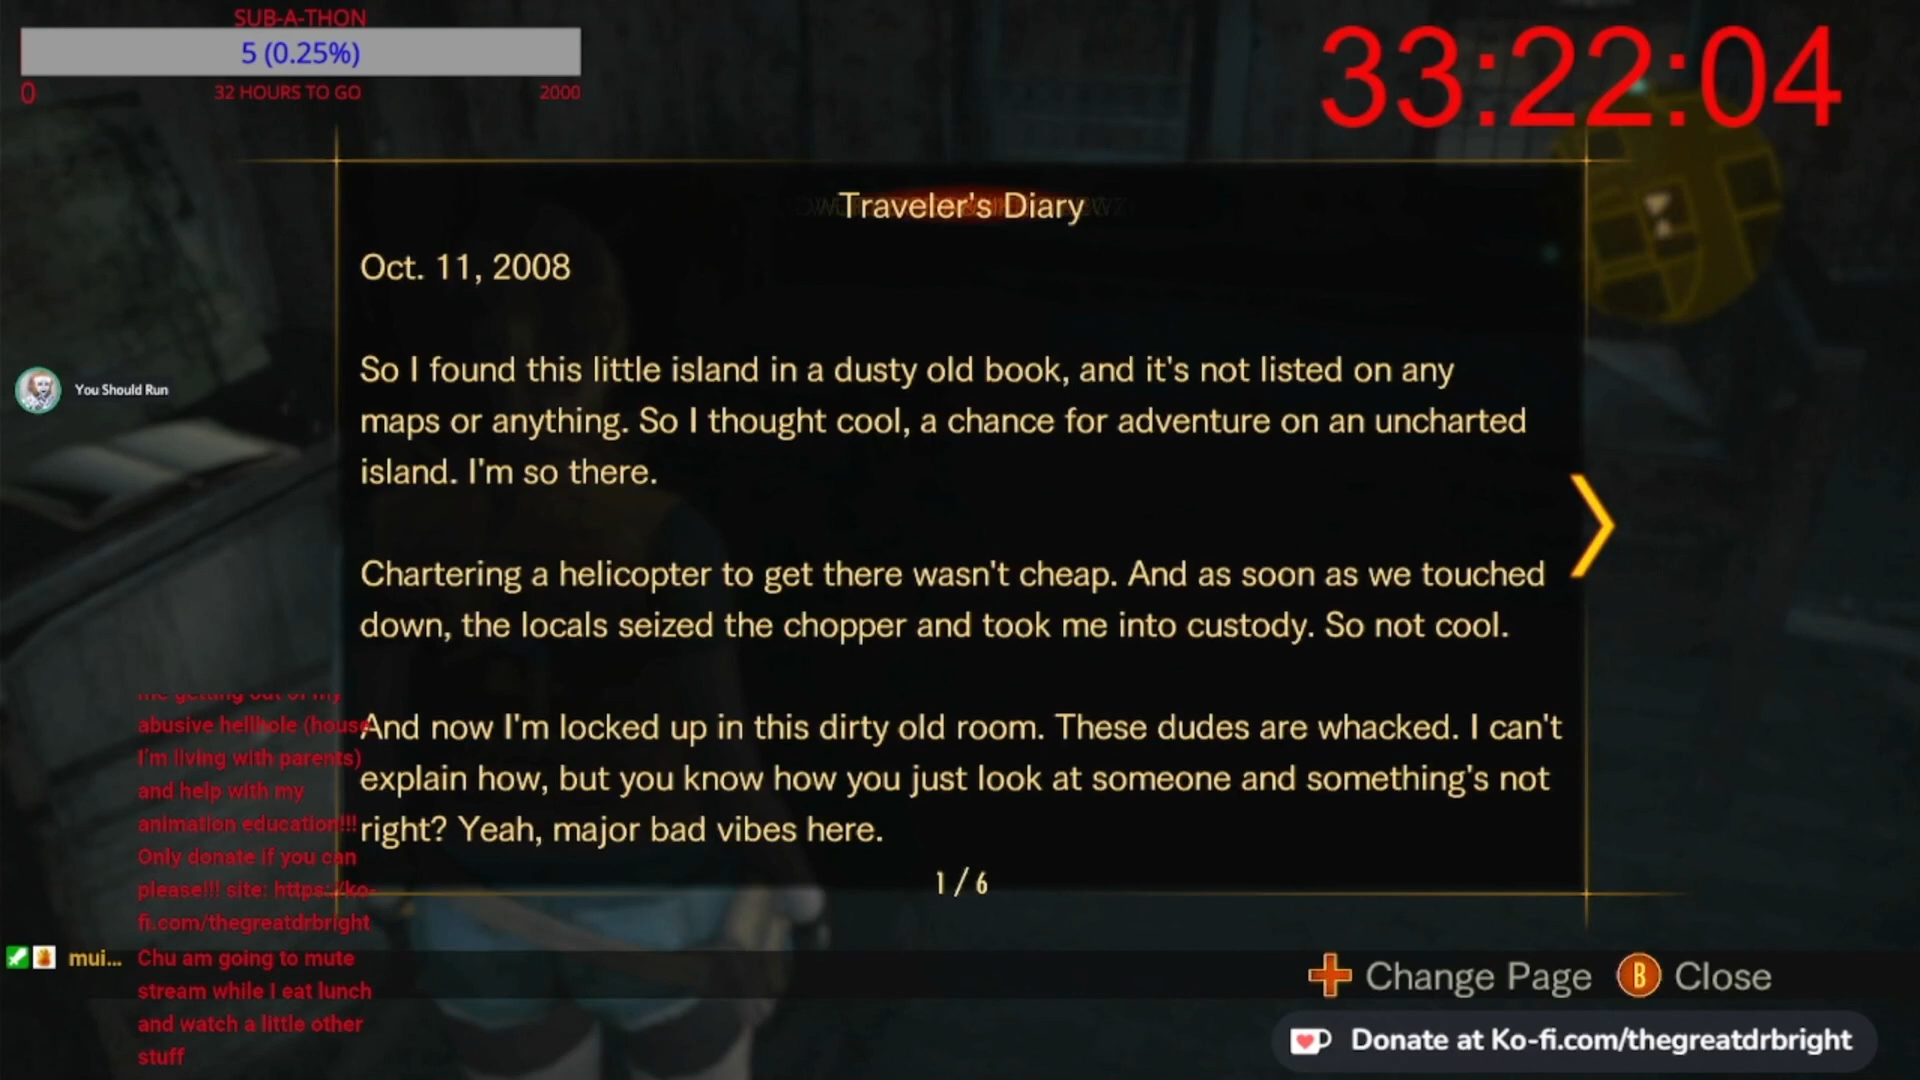 SUB-A-THON
5 (0.25%)
0
32 HOURS TO GO
2000
33:22:04
Traveler's Diary
Oct. 11, 2008
So I found this little island in a dusty old book, and it's not listed on any
maps or anything. So I thought cool, a chance for adventure on an uncharted
island. I'm so there.
Chartering a helicopter to get there wasn't cheap. And as soon as we touched
down, the locals seized the chopper and took me into custody. So not cool.
And now I'm locked up in this dirty old room. These dudes are whacked. I can't
explain how, but you know how you just look at someone and something's not
right? Yeah, major bad vibes here.
1/6
You Should Run
me getting out of my
abusive hellhole (house
I'm living with parents)
and help with my
animation education!!!
Only donate if you can
please!!! site: https://ko-
fi.com/thegreatdrbright
mui... Chu am going to mute
stream while I eat lunch
and watch a little other
stuff
Change Page
B Close
Donate at Ko-fi.com/thegreatdrbright